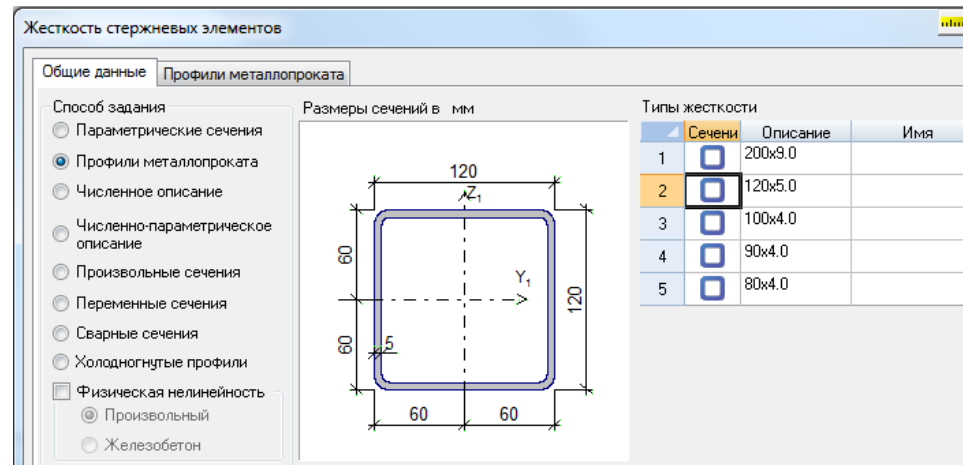 Жесткость стержневых элементов
Общие данные
Профили металлопроката
Способ задания
Параметрические сечения
Профили металлопроката
Численное описание
Численно-параметрическое
описание
Произвольные сечения
Переменные сечения
Сварные сечения
Холодногнутые профили
Физическая нелинейность
Произвольный
Железобетон
Размеры сечений в мм
120
Z1
60
Y1
120
60
5
60
60
Типы жесткости
Сечени Описание Имя
1 200x9.0
2 120x5.0
3 100x4.0
4 90x4.0
5 80x4.0